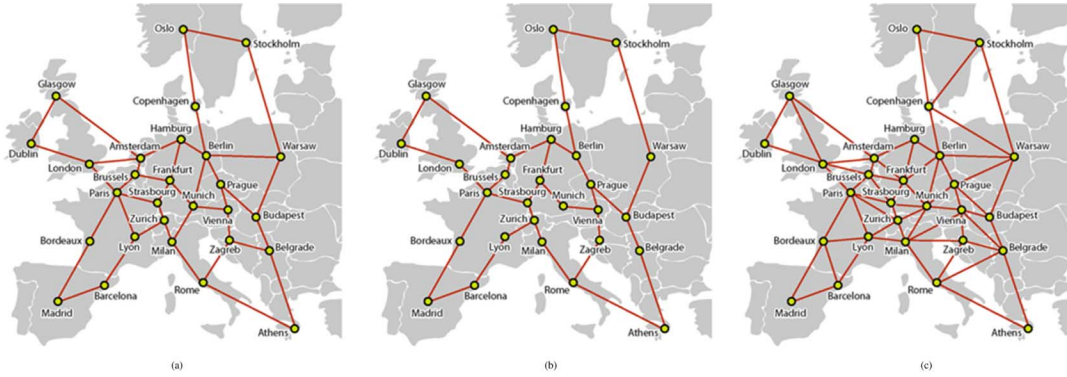 Oslo
Stockholm
Glasgow
Copenhagen
Hamburg
Dublin
Amsterdam
Berlin
Warsaw
London
Brussels
Frankfurt
Paris
Strasbourg
Munich
Prague
Zurich
Vienna
Budapest
Bordeaux
Lyon
Milan
Zagreb
Belgrade
Barcelona
Rome
Madrid
Athens
(a)
Oslo
Stockholm
Glasgow
Copenhagen
Hamburg
Dublin
Amsterdam
Berlin
Warsaw
London
Brussels
Frankfurt
Paris
Strasbourg
Munich
Prague
Zurich
Vienna
Budapest
Bordeaux
Lyon
Milan
Zagreb
Belgrade
Barcelona
Rome
Madrid
Athens
(b)
Oslo
Stockholm
Glasgow
Copenhagen
Hamburg
Dublin
Amsterdam
Berlin
Warsaw
London
Brussels
Frankfurt
Paris
Strasbourg
Munich
Prague
Zurich
Vienna
Budapest
Bordeaux
Lyon
Milan
Zagreb
Belgrade
Barcelona
Rome
Madrid
Athens
(c)